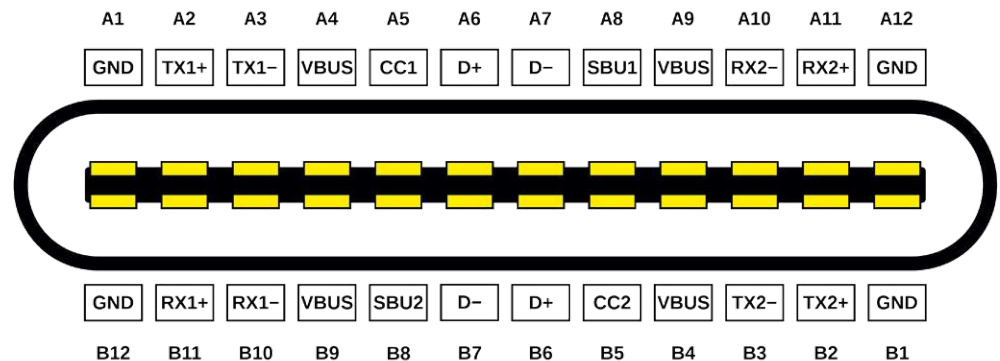 A1 A2 A3 A4 A5 A6 A7 A8 A9 A10 A11 A12
GND TX1+ TX1− VBUS CC1 D+ D− SBU1 VBUS RX2− RX2+ GND
GND RX1+ RX1− VBUS SBU2 D− D+ CC2 VBUS TX2− TX2+ GND
B12 B11 B10 B9 B8 B7 B6 B5 B4 B3 B2 B1